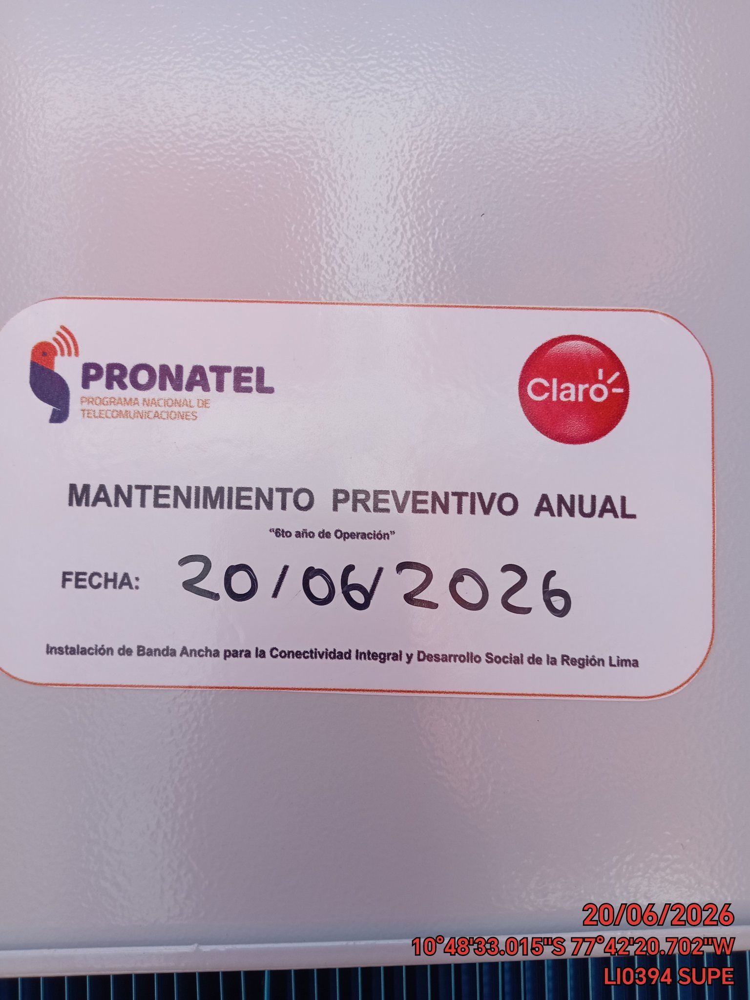 PRONATEL
PROGRAMA NACIONAL DE
TELECOMUNICACIONES
Claro
MANTENIMIENTO PREVENTIVO ANUAL
“6to año de Operación”
FECHA: 20/06/2026
Instalación de Banda Ancha para la Conectividad Integral y Desarrollo Social de la Región Lima
20/06/2026
10°48'33.015"S 77°42'20.702"W
LI0394 SUPE